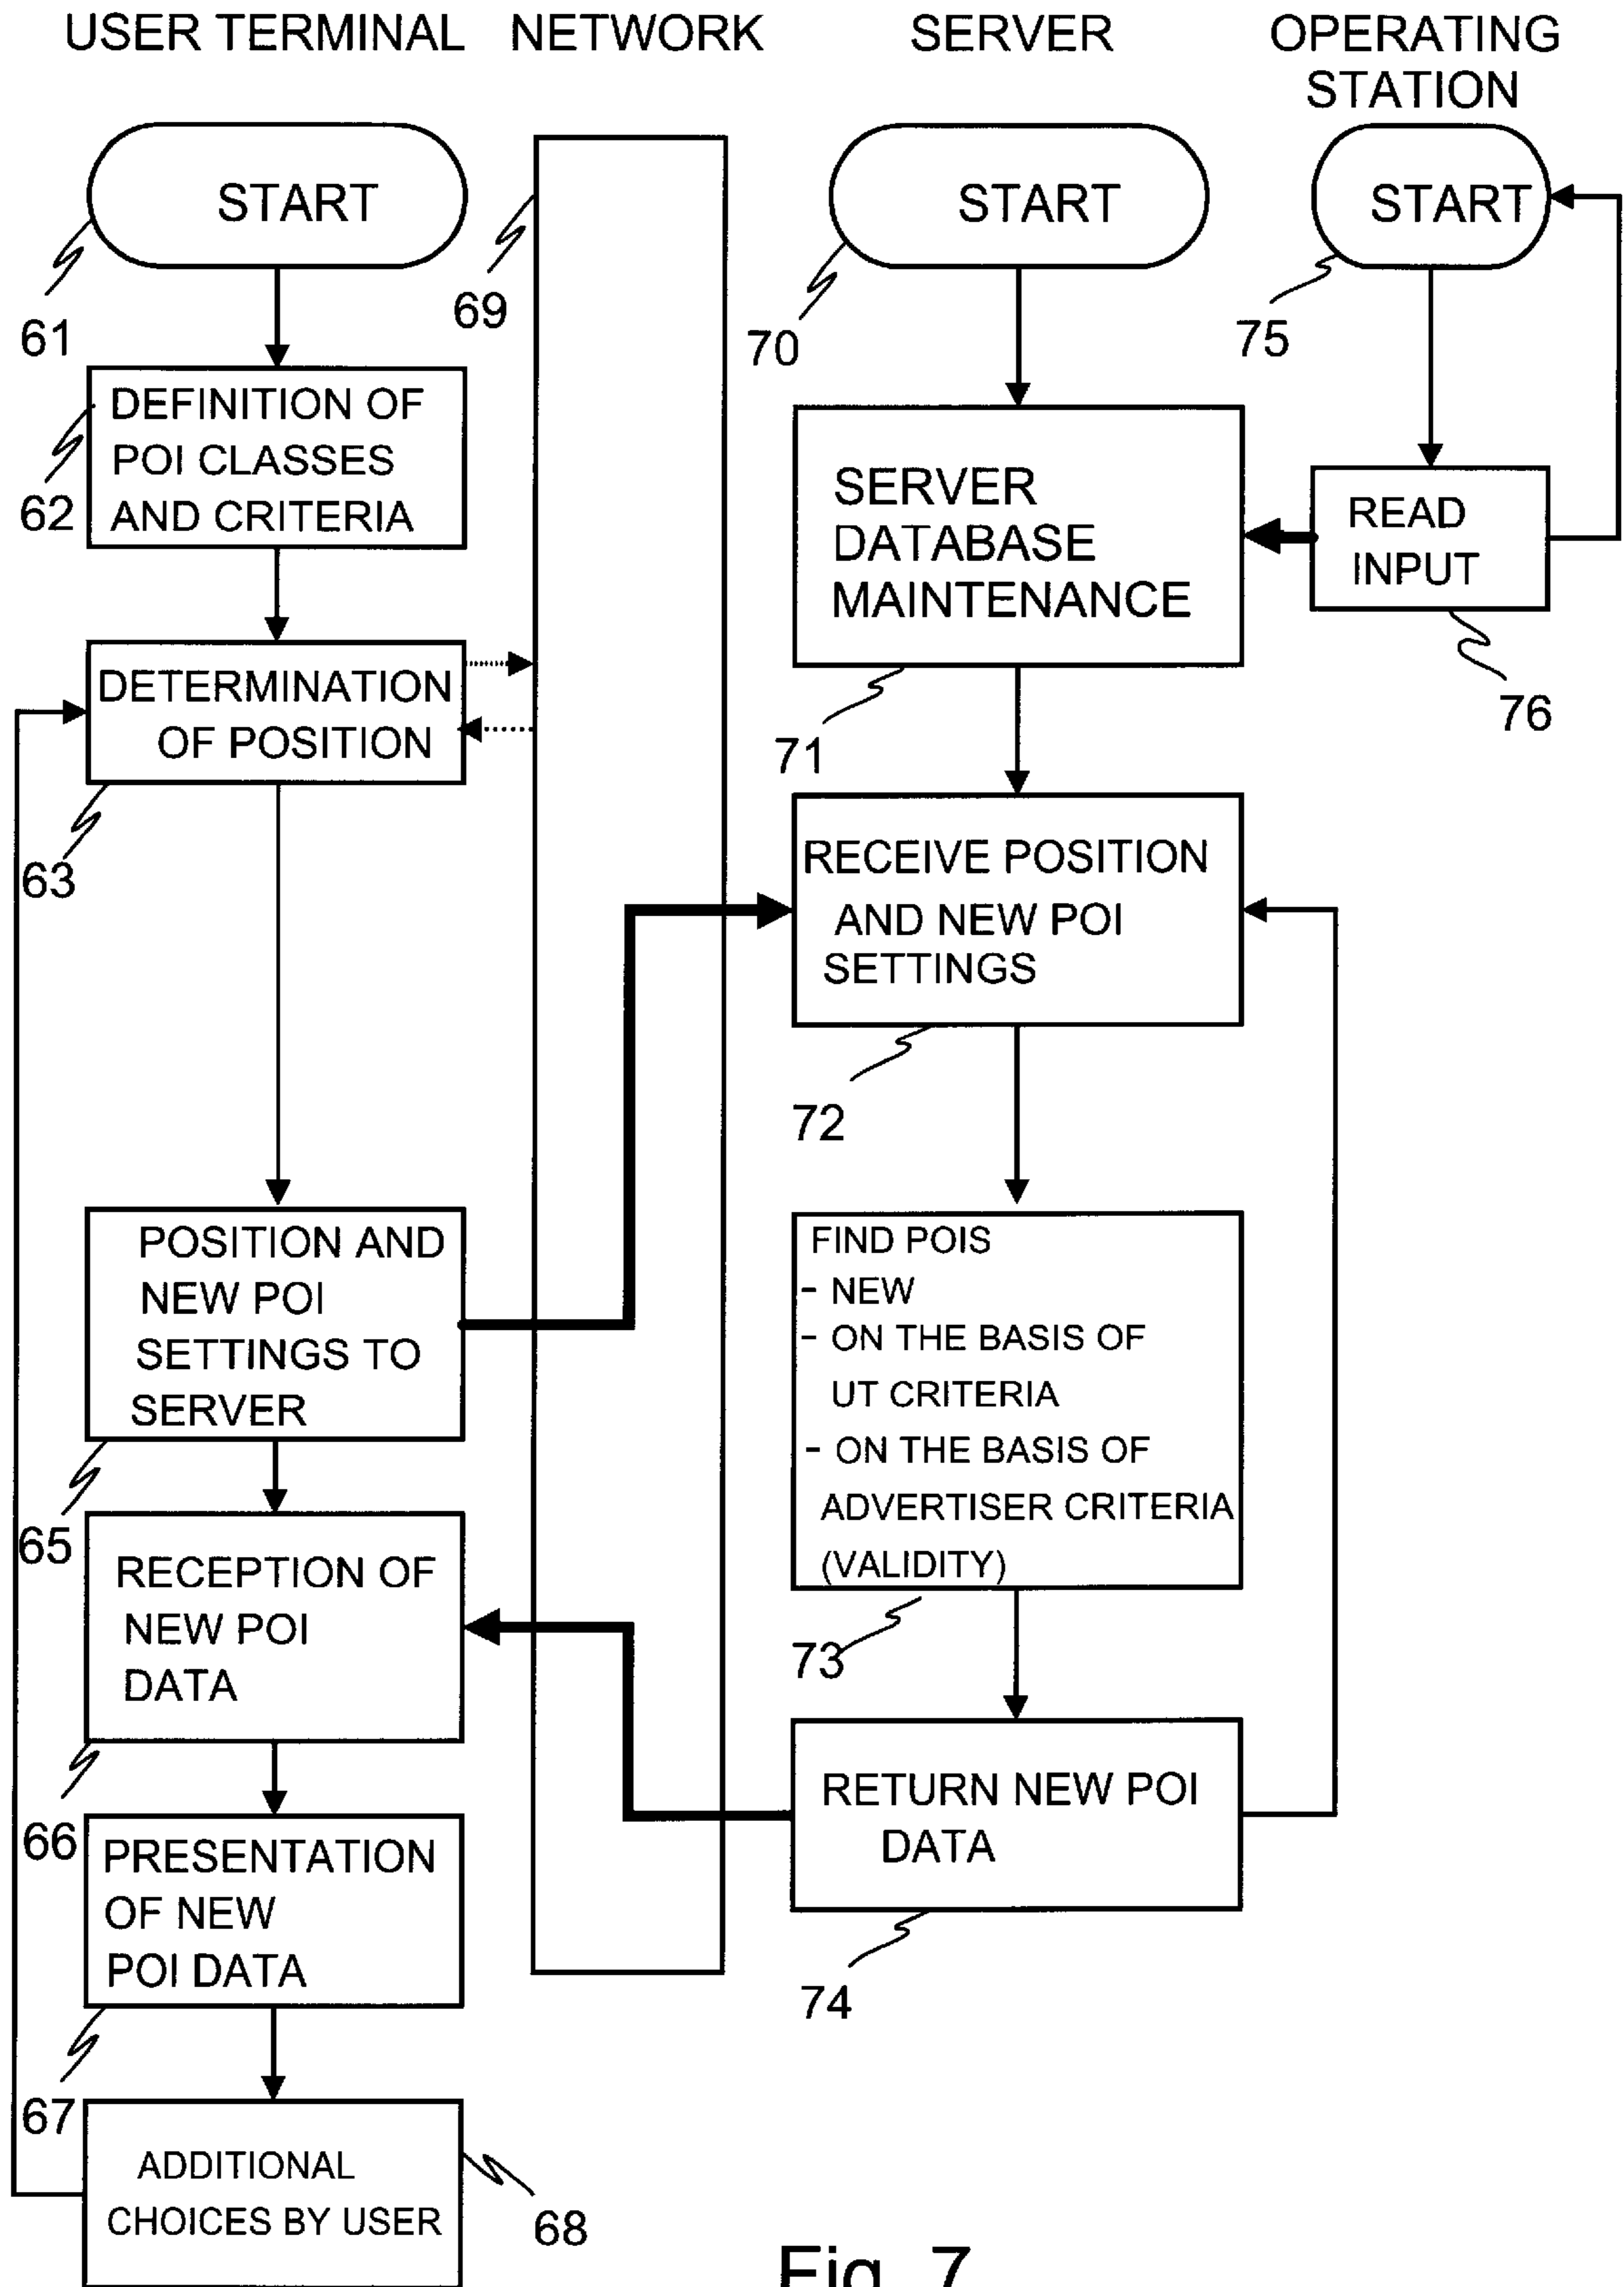 USER TERMINAL
NETWORK
SERVER
OPERATING
STATION
START
61
DEFINITION OF
POI CLASSES
AND CRITERIA
62
DETERMINATION
OF POSITION
63
POSITION AND
NEW POI
SETTINGS TO
SERVER
65
RECEPTION OF
NEW POI
DATA
66
PRESENTATION
OF NEW
POI DATA
67
ADDITIONAL
CHOICES BY USER
68
69
START
70
SERVER
DATABASE
MAINTENANCE
71
RECEIVE POSITION
AND NEW POI
SETTINGS
72
FIND POIS
- NEW
- ON THE BASIS OF
UT CRITERIA
- ON THE BASIS OF
ADVERTISER CRITERIA
(VALIDITY)
73
RETURN NEW POI
DATA
74
START
75
READ
INPUT
76
Fig. 7